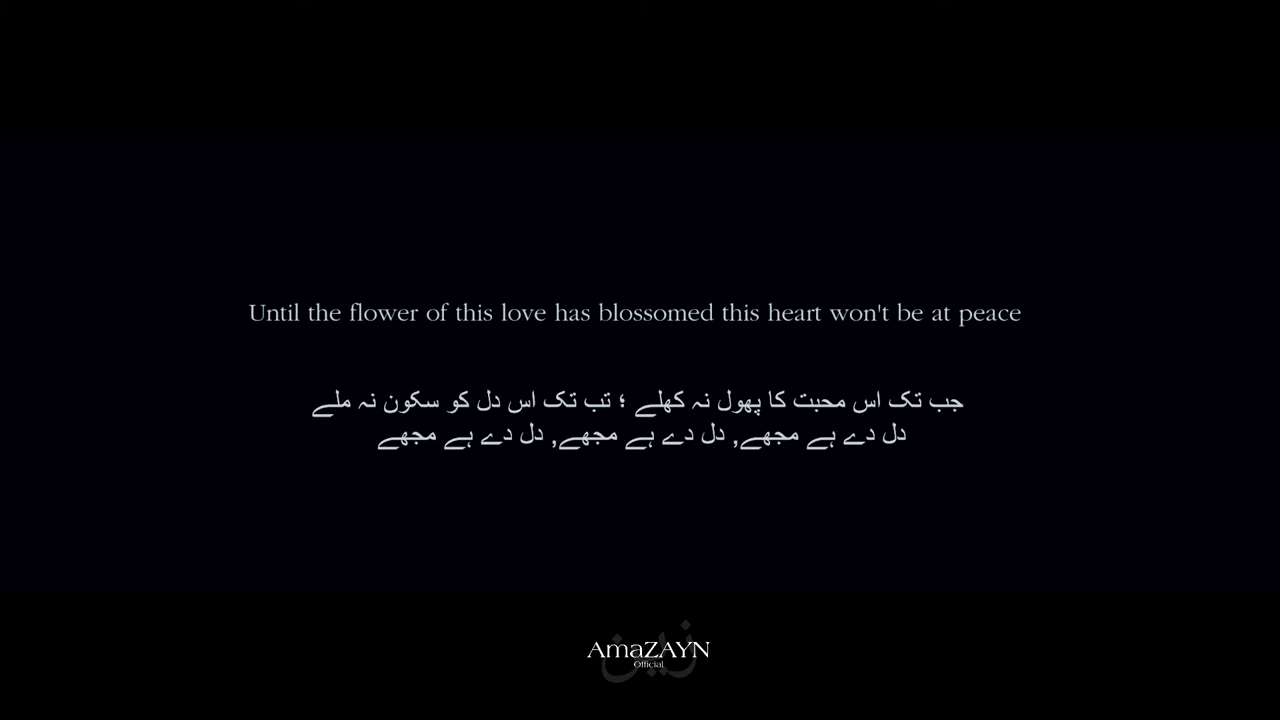 Until the flower of this love has blossomed this heart won't be at peace
جب تک اس محبت کا پھول نہ کھلے ؛ تب تک اس دل کو سکون نہ ملے
دل دے ہے مجھے, دل دے ہے مجھے, دل دے ہے مجھے
AmaZAYN
Official
زين